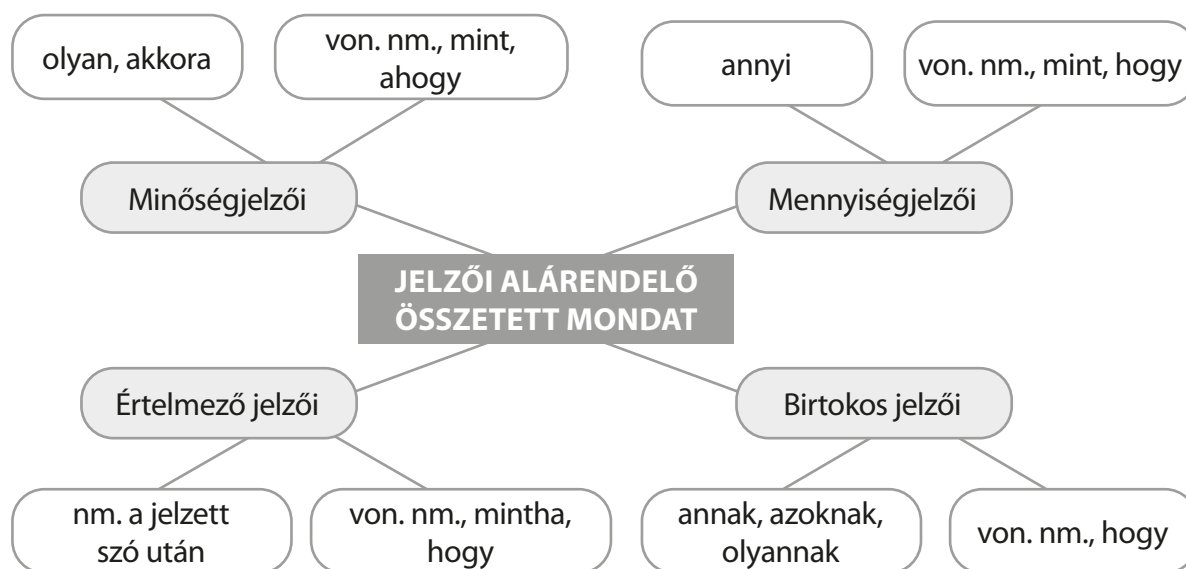 olyan, akkora
von. nm., mint,
ahogy
annyi
von. nm., mint, hogy
Minőségjelzői
Mennyiségjelzői
JELZŐI ALÁRENDELŐ
ÖSSZETETT MONDAT
Értelmező jelzői
Birtokos jelzői
nm. a jelzett
szó után
von. nm., mintha,
hogy
annak, azoknak,
olyannak
von. nm., hogy